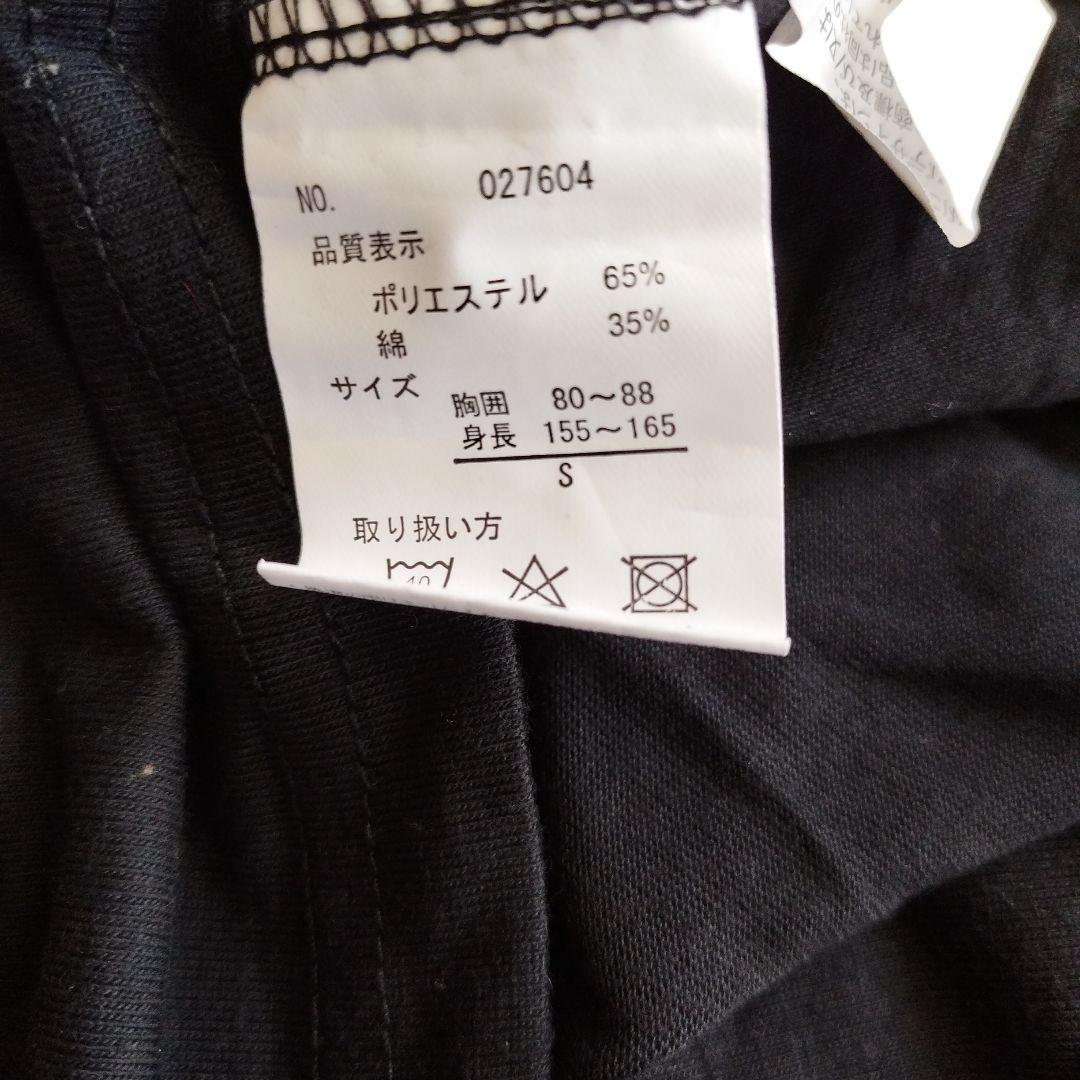 NO. 027604
品質表示
ポリエステル 65%
綿 35%
サイズ
胸囲 80～88
身長 155～165
S
取り扱い方